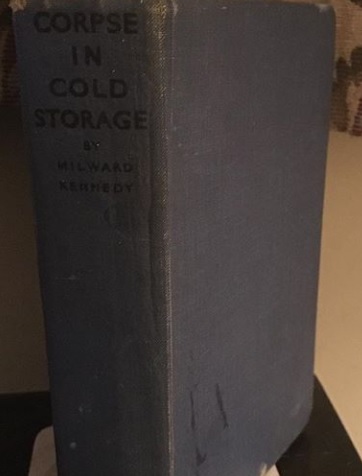 CORPSE
IN
COLD
STORAGE
BY
MILWARD
KENNEDY